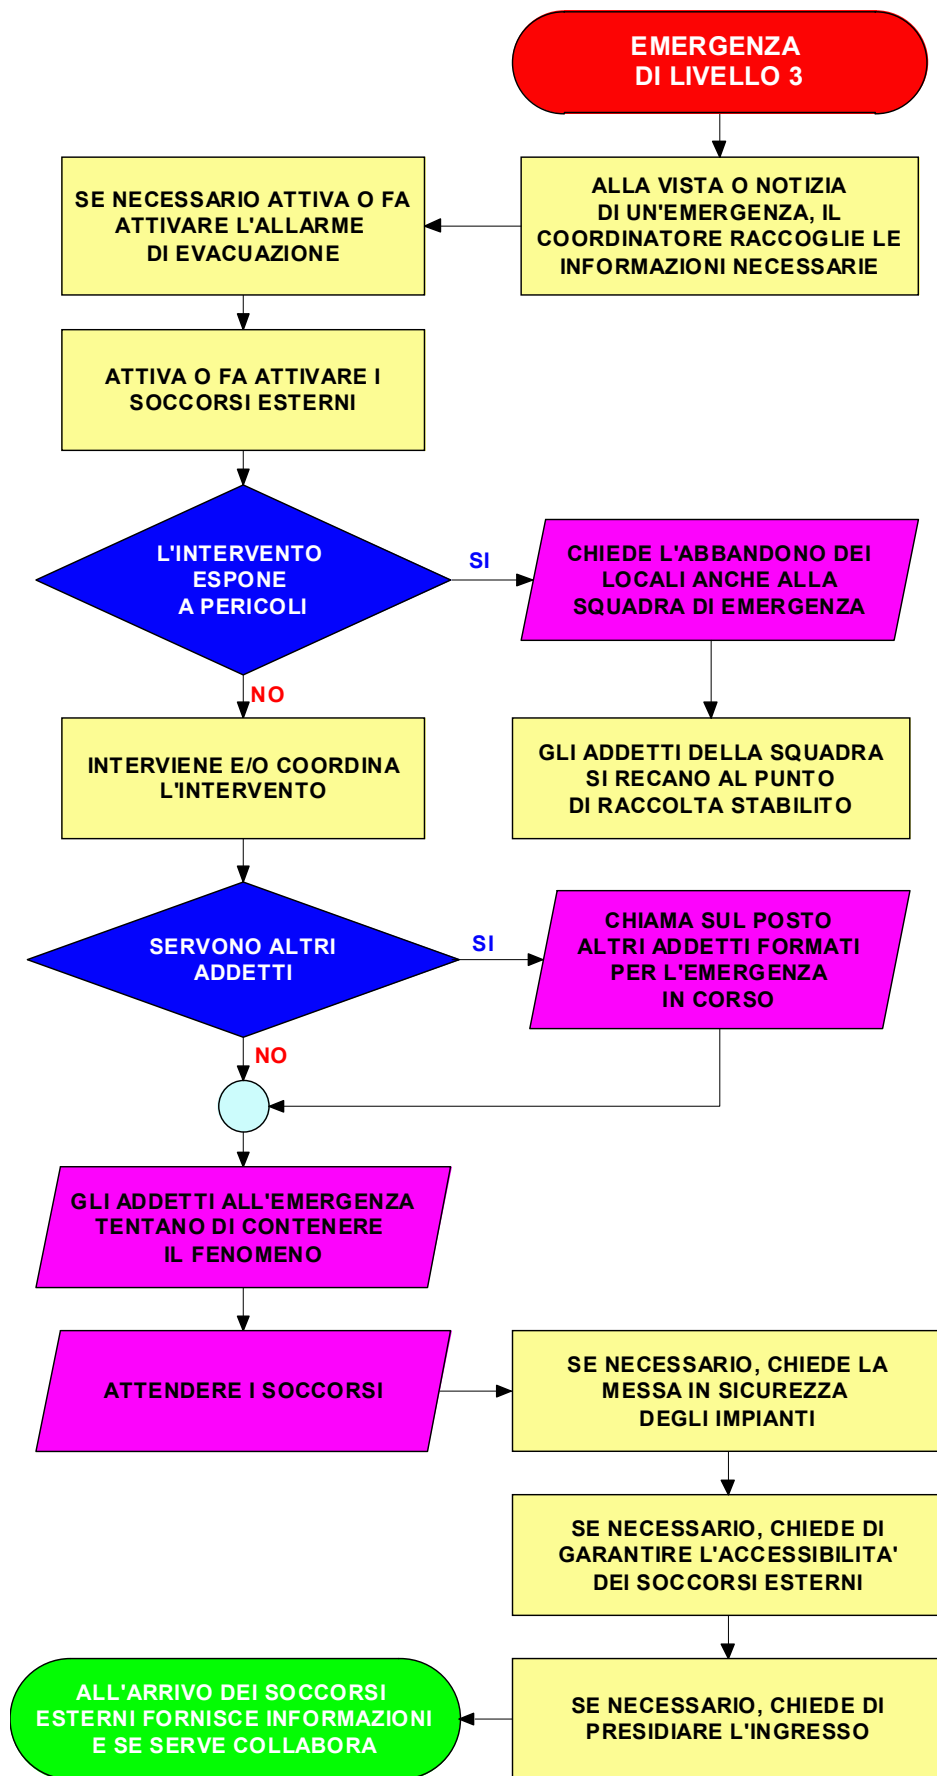 EMERGENZA
DI LIVELLO 3
ALLA VISTA O NOTIZIA
DI UN'EMERGENZA, IL
COORDINATORE RACCOGLIE LE
INFORMAZIONI NECESSARIE
SE NECESSARIO ATTIVA O FA
ATTIVARE L'ALLARME
DI EVACUAZIONE
ATTIVA O FA ATTIVARE I
SOCCORSI ESTERNI
L'INTERVENTO
ESPONE
A PERICOLI
SI
CHIEDE L'ABBANDONO DEI
LOCALI ANCHE ALLA
SQUADRA DI EMERGENZA
NO
GLI ADDETTI DELLA SQUADRA
SI RECANO AL PUNTO
DI RACCOLTA STABILITO
INTERVIENE E/O COORDINA
L'INTERVENTO
SERVONO ALTRI
ADDETTI
SI
CHIAMA SUL POSTO
ALTRI ADDETTI FORMATI
PER L'EMERGENZA
IN CORSO
NO
GLI ADDETTI ALL'EMERGENZA
TENTANO DI CONTENERE
IL FENOMENO
ATTENDERE I SOCCORSI
SE NECESSARIO, CHIEDE LA
MESSA IN SICUREZZA
DEGLI IMPIANTI
SE NECESSARIO, CHIEDE DI
GARANTIRE L'ACCESSIBILITA'
DEI SOCCORSI ESTERNI
SE NECESSARIO, CHIEDE DI
PRESIDIARE L'INGRESSO
ALL'ARRIVO DEI SOCCORSI
ESTERNI FORNISCE INFORMAZIONI
E SE SERVE COLLABORA